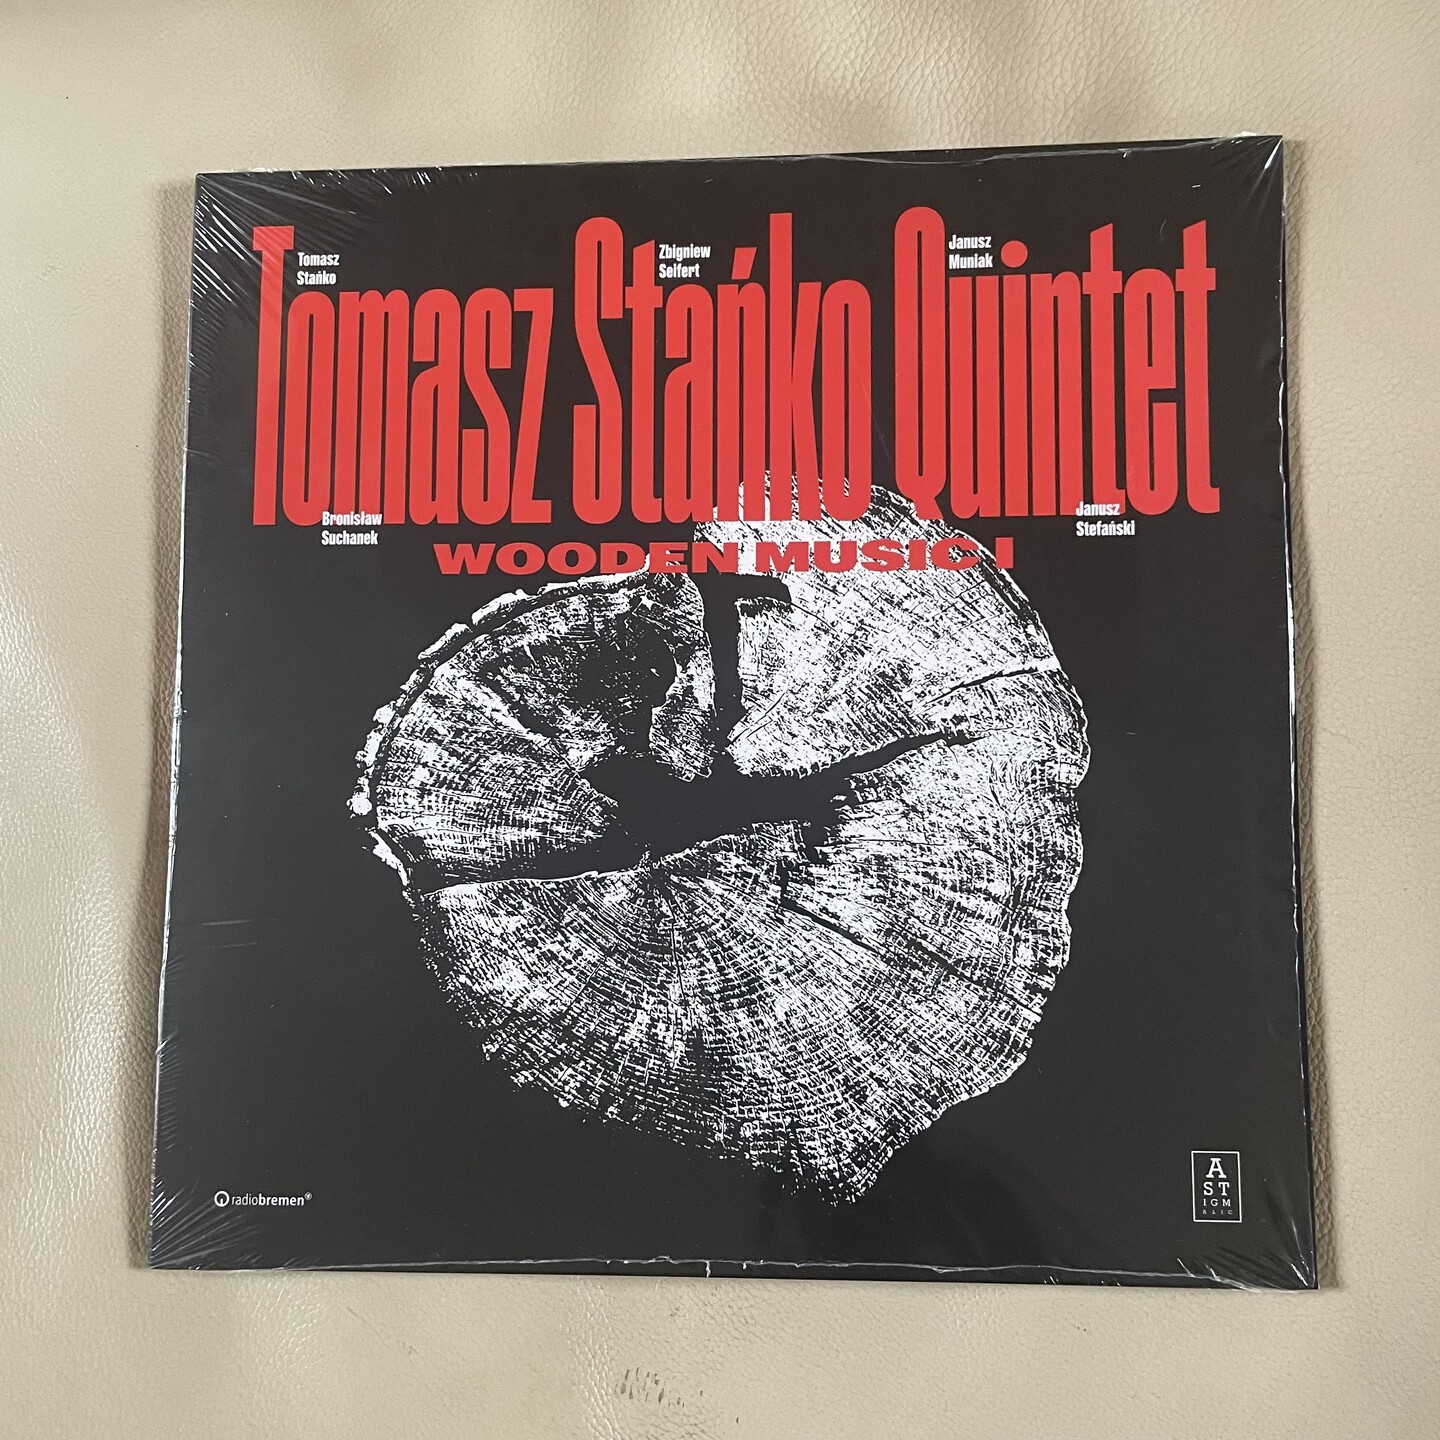 Tomasz
Stańko
Zbigniew
Seifert
Janusz
Muniak
Tomasz Stańko Quintet
Bronisław
Suchanek
Janusz
Stefański
WOODEN MUSIC I
radiobremen
A
ST
IGM
ATIC